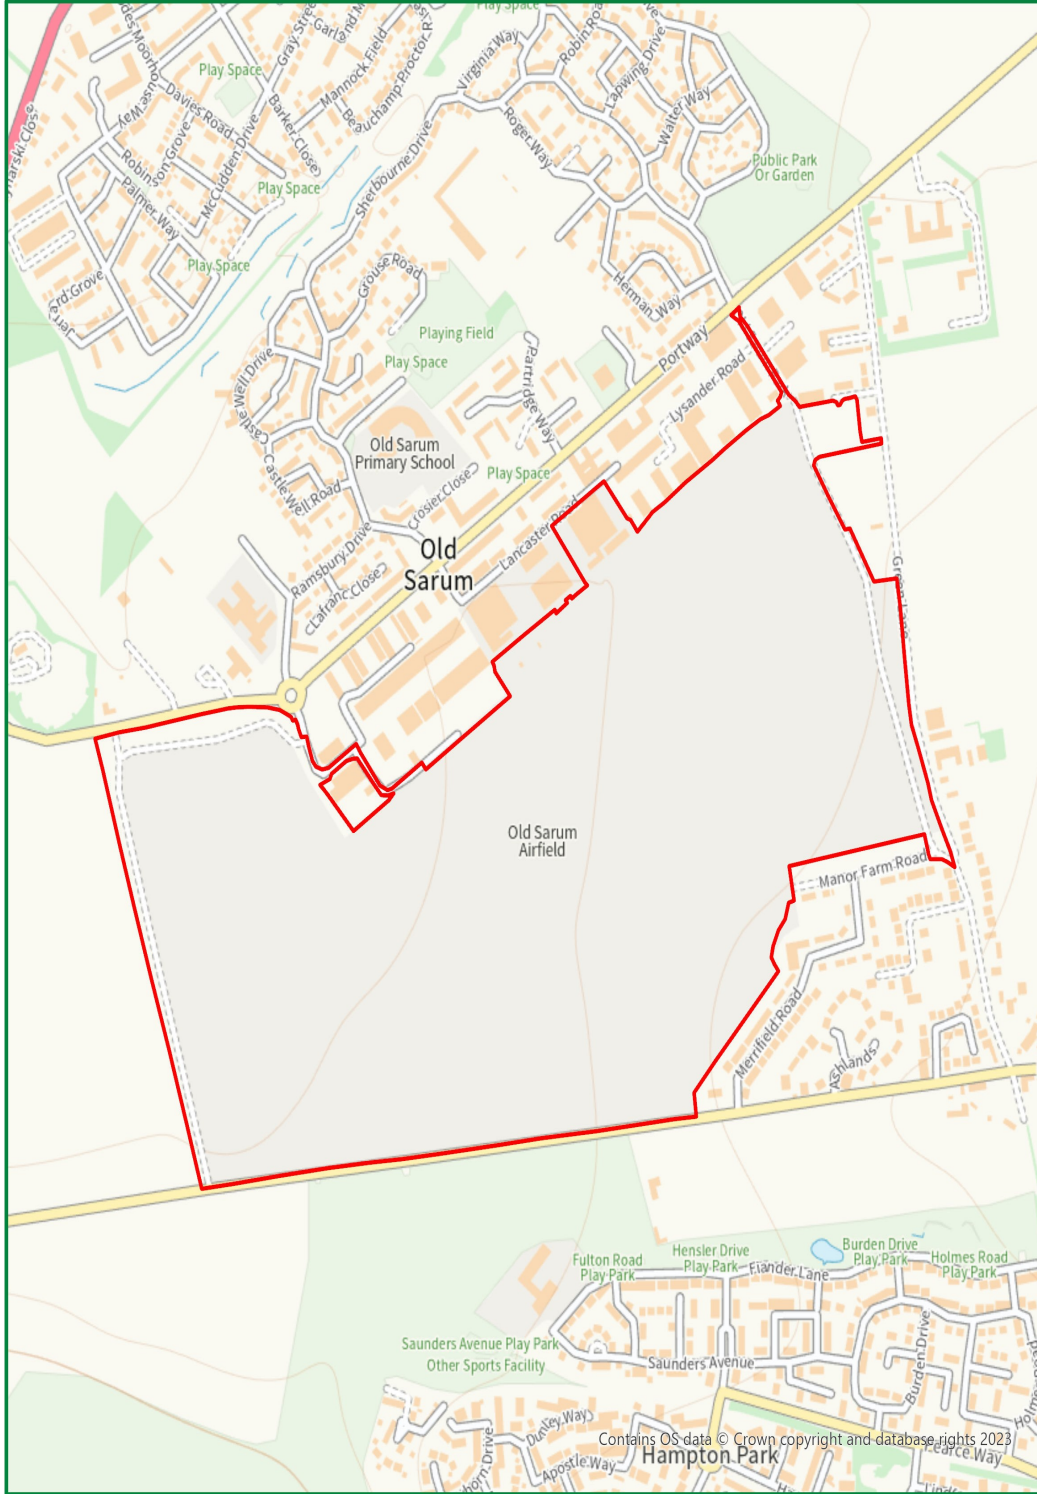 Play Space
Virginia Way
Robin Road
Lapwing Drive
Walter Way
Gray Street
Mannock Field
Play Space
Davies Road
Barker Close
Roger Way
Robinson Grove
McCudden Drive
Palmer Way
Play Space
Sherbourne Drive
Public Park
Or Garden
Play Space
Grouse Road
Herman Way
Playing Field
Play Space
Portway
Partridge Way
Lysander Road
Castle Well Drive
Old Sarum
Primary School
Play Space
Crosier Close
Lancaster Road
Old
Sarum
Ramsbury Drive
Lafranc Close
Green Lane
Old Sarum
Airfield
Manor Farm Road
Merrifield Road
Ashlands
Fulton Road
Play Park
Hensler Drive
Play Park
Burden Drive
Play Park
Holmes Road
Play Park
Fiander Lane
Saunders Avenue Play Park
Other Sports Facility
Saunders Avenue
Burden Drive
Dunley Way
Apostle Way
Contains OS data © Crown copyright and database rights 2023
Hampton Park
Pearce Way